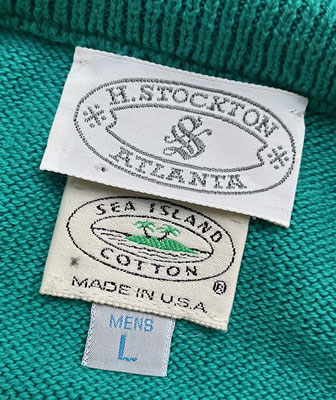 H. STOCKTON
ATLANTA
SEA ISLAND
COTTON
®
MADE IN U.S.A
MENS
L